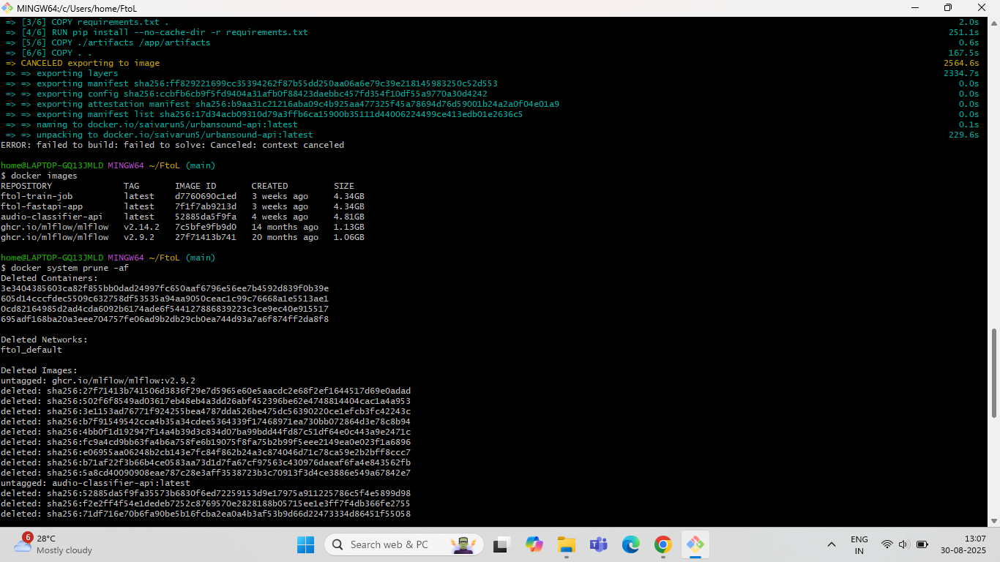 MINGW64:/c/Users/home/FtoL
=> [3/6] COPY requirements.txt . 2.0s
=> [4/6] RUN pip install --no-cache-dir -r requirements.txt 251.1s
=> [5/6] COPY ./artifacts /app/artifacts 0.6s
=> [6/6] COPY . . 167.5s
=> CANCELED exporting to image 2564.6s
=> => exporting layers 2334.7s
=> => exporting manifest sha256:ff829221699cc35394262f87b55dd250aa06a6e79c39e218145983250c52d553 0.0s
=> => exporting config sha256:ccbfb6cb9f5fd9404a31afb0f88423daebbc457fd354f10df55a9770a30d4242 0.0s
=> => exporting attestation manifest sha256:b9aa31c21216aba09c4b925aa477325f45a78694d76d59001b24a2a0f04e01a9 0.0s
=> => exporting manifest list sha256:17d34acb09310d79a3ffb6ca15900b35111d44006224499ce413edb01e2636c5 0.0s
=> => naming to docker.io/saivarun5/urbansound-api:latest 0.1s
=> => unpacking to docker.io/saivarun5/urbansound-api:latest 229.6s
ERROR: failed to build: failed to solve: Canceled: context canceled
home@LAPTOP-GQ13JMLD MINGW64 ~/FtoL (main)
$ docker images
REPOSITORY TAG IMAGE ID CREATED SIZE
ftol-train-job latest d7760690c1ed 3 weeks ago 4.34GB
ftol-fastapi-app latest 7f1f7ab9213d 3 weeks ago 4.34GB
audio-classifier-api latest 52885da5f9fa 4 weeks ago 4.81GB
ghcr.io/mlflow/mlflow v2.14.2 7c5bfe9fb9d0 14 months ago 1.13GB
ghcr.io/mlflow/mlflow v2.9.2 27f71413b741 20 months ago 1.06GB
home@LAPTOP-GQ13JMLD MINGW64 ~/FtoL (main)
$ docker system prune -af
Deleted Containers:
3e3404385603ca82f855bb0dad24997fc650aaf6796e56ee7b4592d839f0b39e
605d14cccfdec5509c632758df53535a94aa9050ceac1c99c76668a1e5513ae1
0cd82164985d2ad4cda6092b6174ade6f544127886839223c3ce9ec40e915517
695adf168ba20a3eee704757fe06ad9b2db29cb0ea744d93a7a6f874ff2da8f8
Deleted Networks:
ftol_default
Deleted Images:
untagged: ghcr.io/mlflow/mlflow:v2.9.2
deleted: sha256:27f71413b741506d3836f29e7d5965e60e5aacdc2e68f2ef1644517d69e0adad
deleted: sha256:502f6f8549ad03617eb48eb4a3dd26abf452396be62e4748814404cac1a4a953
deleted: sha256:3e1153ad76771f924255bea4787dda526be475dc56390220ce1efcb3fc42243c
deleted: sha256:b7f91549542cca4b35a34cdee5364339f17468971ea730bb072864d3e78c8b94
deleted: sha256:4bb0f1d192947f14a4b39d3c834d07ba99bdd44fd87c51df64e0c443a9e2471c
deleted: sha256:fc9a4cd9bb63fa4b6a758fe6b19075f8fa75b2b99f5eee2149ea0e023f1a6896
deleted: sha256:e06955aa06248b2cb143e7fc84f862b24a3c874046d71c78ca59e2b2bff8ccc7
deleted: sha256:b71af22f3b66b4ce0583aa73d1d7fa67cf97563c430976daeaf6fa4e843562fb
deleted: sha256:5a8cd40090908eae787c28e3aff3538723b3c70913f3d4ce3886e549a67842e7
untagged: audio-classifier-api:latest
deleted: sha256:52885da5f9fa35573b6830f6ed72259153d9e17975a911225786c5f4e5899d98
deleted: sha256:f2e2ff4f54e1dedeb7252c8769570e2828188b05715ee1e3ff7f4db366fe2755
deleted: sha256:71df716e70b6fa90be5b16fcba2ea0a4b3af53b9d66d22473334d86451f55058
6
28°C
Mostly cloudy
Search web & PC
ENG
IN
13:07
30-08-2025